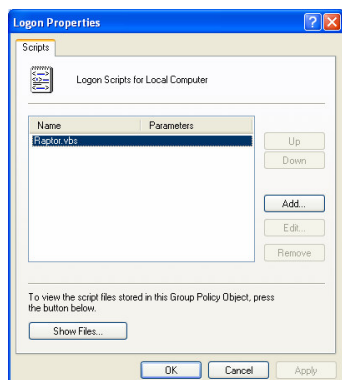 Logon Properties
Scripts
Logon Scripts for Local Computer
Name Parameters
Raptor.vbs
Up
Down
Add...
Edit...
Remove
To view the script files stored in this Group Policy Object, press
the button below.
Show Files...
OK Cancel Apply